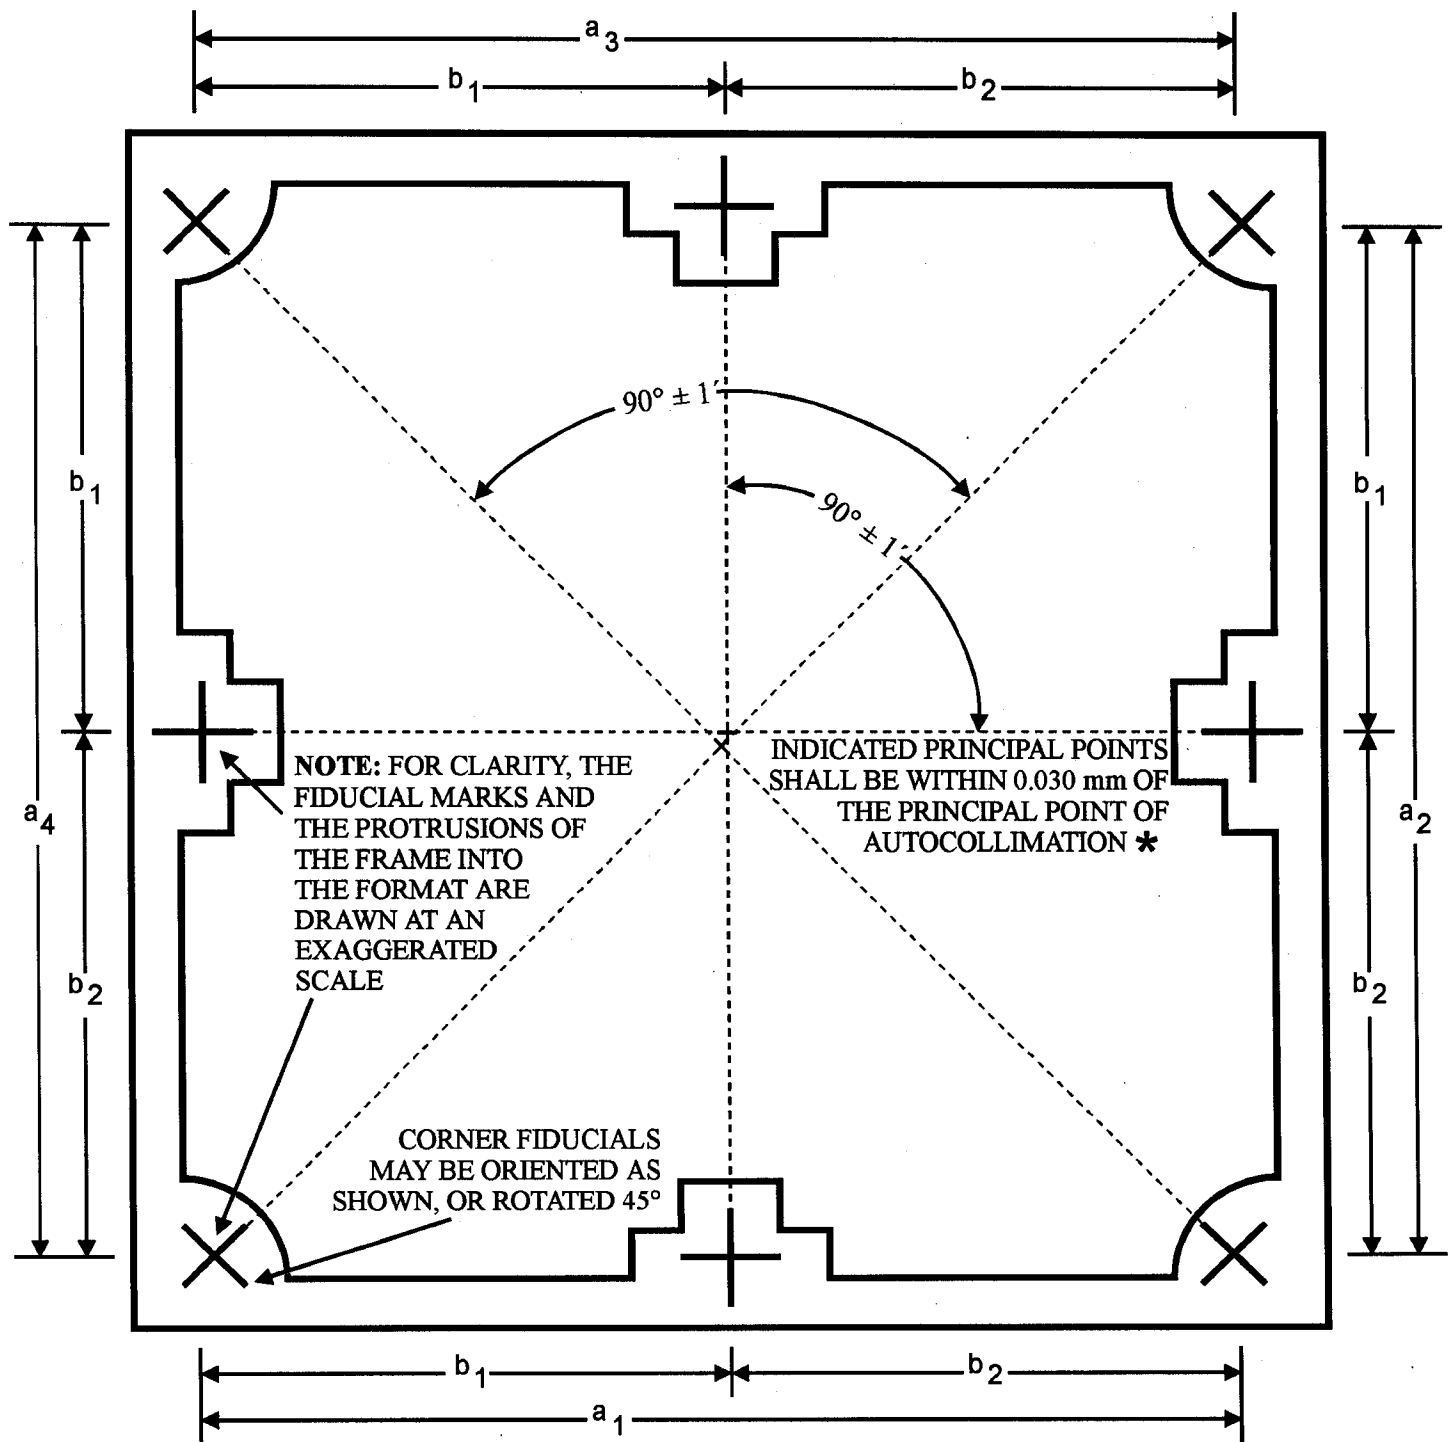 a3
b1
b2
90° ± 1′
90° ± 1′
b1
b1
a4
a2
NOTE: FOR CLARITY, THE
FIDUCIAL MARKS AND
THE PROTRUSIONS OF
THE FRAME INTO
THE FORMAT ARE
DRAWN AT AN
EXAGGERATED
SCALE
INDICATED PRINCIPAL POINTS
SHALL BE WITHIN 0.030 mm OF
THE PRINCIPAL POINT OF
AUTOCOLLIMATION *
b2
b2
CORNER FIDUCIALS
MAY BE ORIENTED AS
SHOWN, OR ROTATED 45°
b1
b2
a1